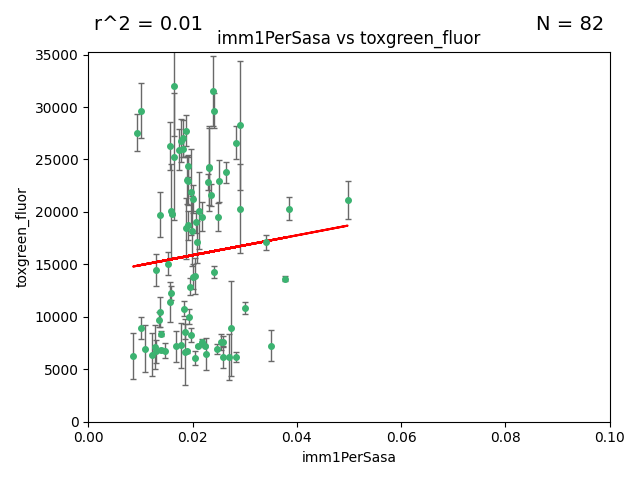 r^2 = 0.01
N = 82
imm1PerSasa vs toxgreen_fluor
35000
30000
25000
20000
15000
10000
5000
0
toxgreen_fluor
0.00
0.02
0.04
0.06
0.08
0.10
imm1PerSasa